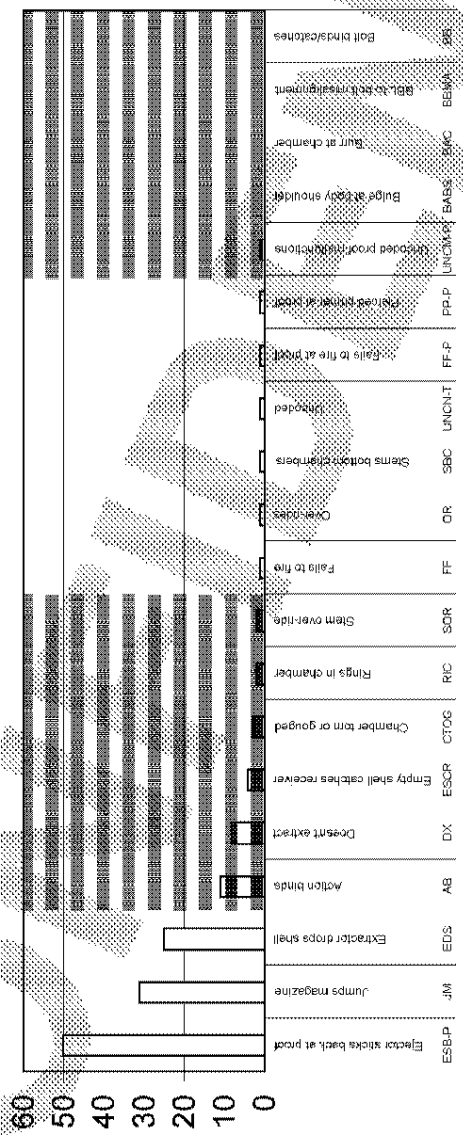 60
50
40
30
20
10
0
ESB-P Ejector sticks back at proof
JM Jumps magazine
EDS Extractor drops shell
AB Action binds
DX Doesn't extract
ESCR Empty shell catches receiver
CTOG Chamber torn or gouged
RIC Rings in chamber
SOR Stem over-ride
FF Fails to fire
OR Over-rides
SBC Stems bottom chambers
UNCN-T Uncoded
FF-P Fails to fire at proof
PP-P Pierced primer at proof
UNCM-P Uncoded proof malfunctions
BABS Bulge at body shoulder
BAC Burr at chamber
BBMA BBL to bolt misalignment
BB Bolt binds/catches